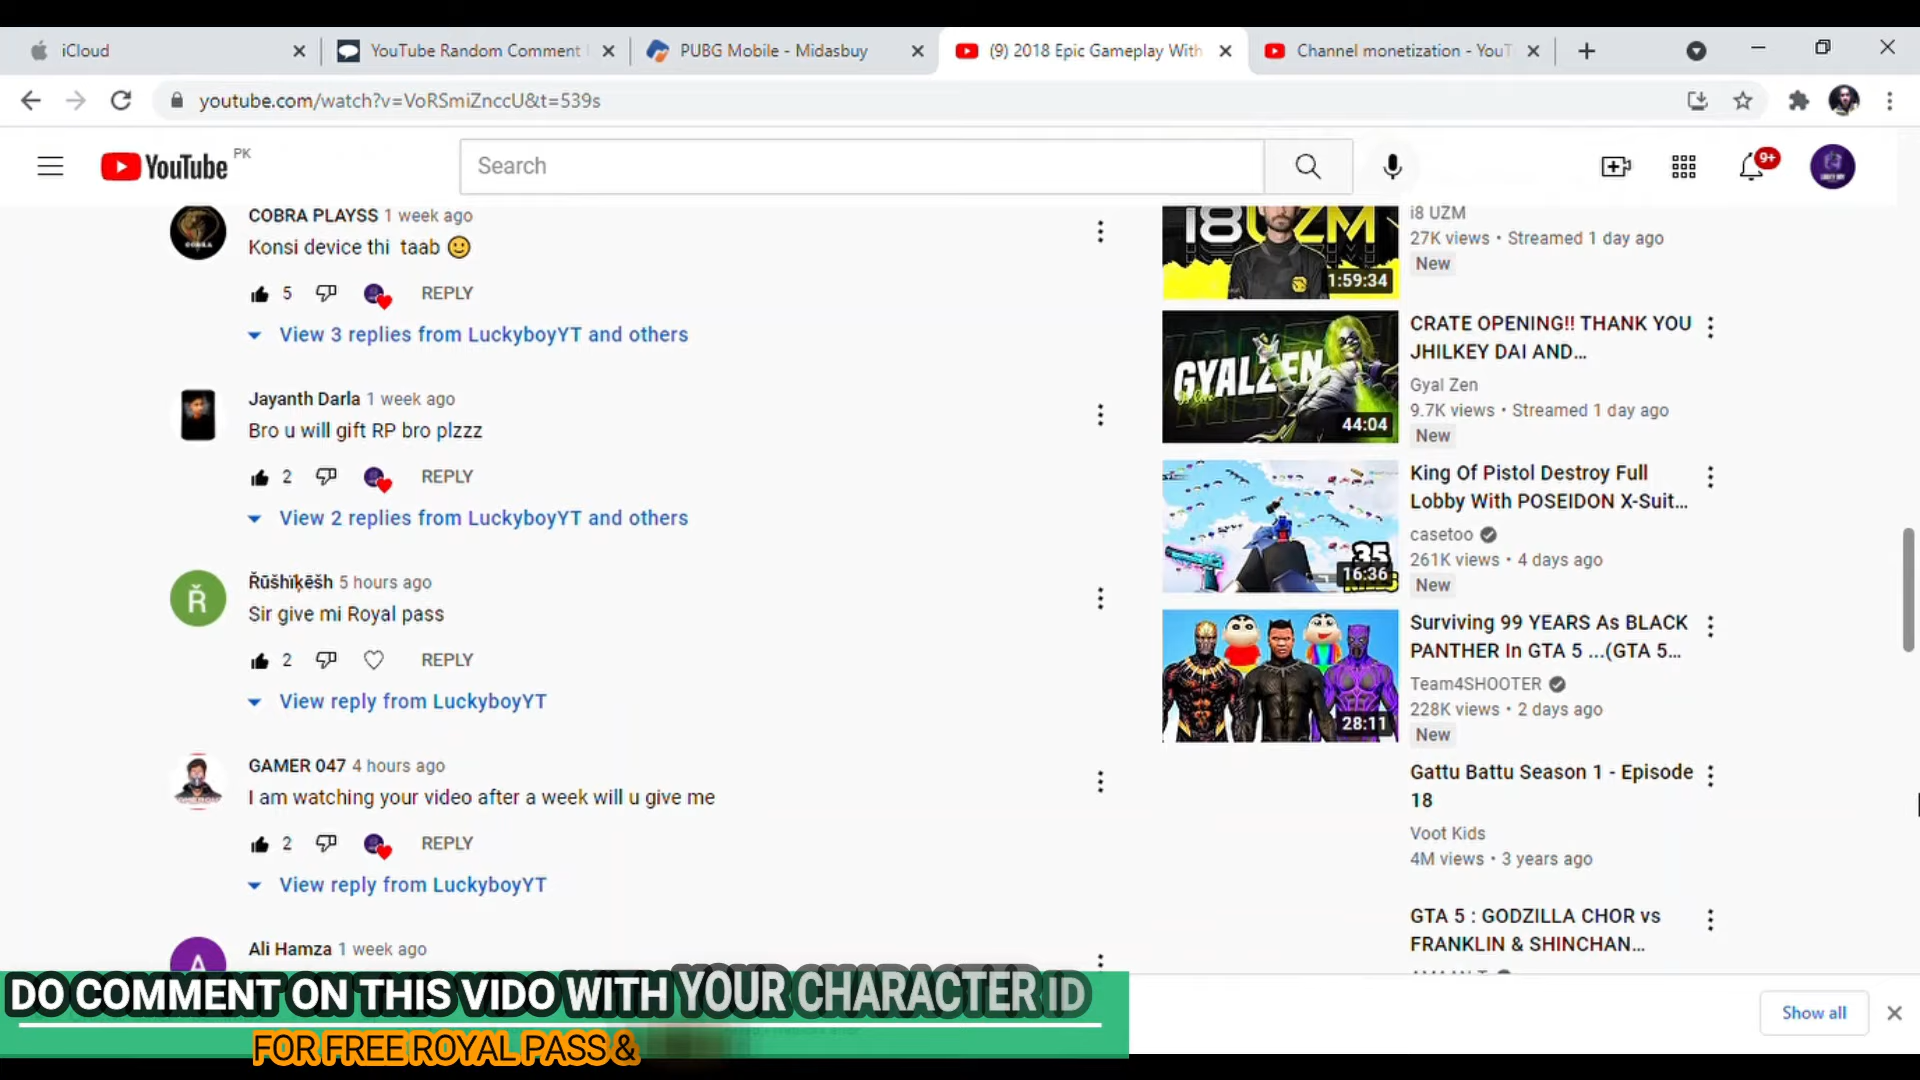 iCloud
YouTube Random Comment
PUBG Mobile - Midasbuy
(9) 2018 Epic Gameplay With
Channel monetization - YouT
youtube.com/watch?v=VoRSmiZnccU&t=539s
YouTube PK
Search
9+
COBRA PLAYSS 1 week ago
Konsi device thi taab 🙂
5 REPLY
View 3 replies from LuckyboyYT and others
Jayanth Darla 1 week ago
Bro u will gift RP bro plzzz
2 REPLY
View 2 replies from LuckyboyYT and others
Řūšhïķēšh 5 hours ago
Sir give mi Royal pass
2 REPLY
View reply from LuckyboyYT
GAMER 047 4 hours ago
I am watching your video after a week will u give me
2 REPLY
View reply from LuckyboyYT
Ali Hamza 1 week ago
i8UZM
1:59:34
i8 UZM
27K views • Streamed 1 day ago
New
GYALZEN
44:04
CRATE OPENING!! THANK YOU
JHILKEY DAI AND...
Gyal Zen
9.7K views • Streamed 1 day ago
New
35
16:36
King Of Pistol Destroy Full
Lobby With POSEIDON X-Suit...
casetoo
261K views • 4 days ago
New
28:11
Surviving 99 YEARS As BLACK
PANTHER In GTA 5 ...(GTA 5...
Team4SHOOTER
228K views • 2 days ago
New
Gattu Battu Season 1 - Episode
18
Voot Kids
4M views • 3 years ago
GTA 5 : GODZILLA CHOR vs
FRANKLIN & SHINCHAN...
DO COMMENT ON THIS VIDO WITH YOUR CHARACTER ID
FOR FREE ROYAL PASS &
Show all